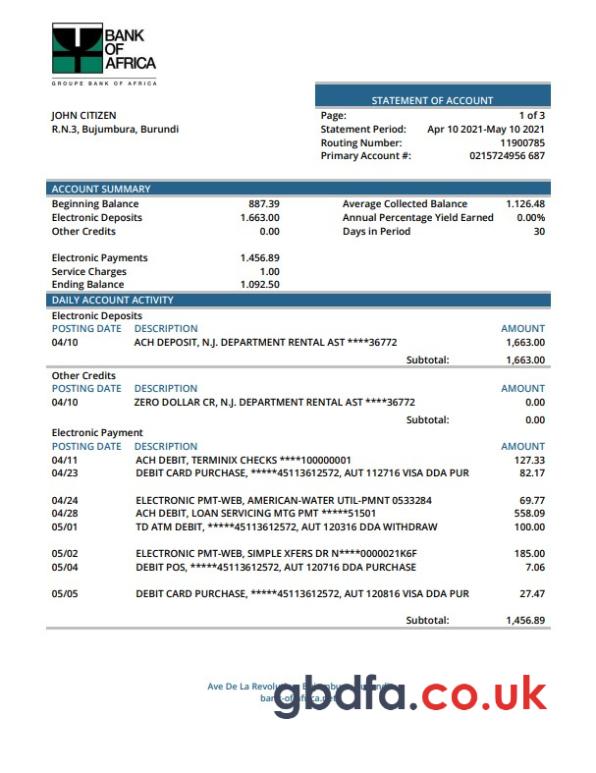 BANK
OF
AFRICA
GROUPE BANK OF AFRICA
STATEMENT OF ACCOUNT
JOHN CITIZEN
R.N.3, Bujumbura, Burundi
Page: 1 of 3
Statement Period: Apr 10 2021-May 10 2021
Routing Number: 11900785
Primary Account #: 0215724956 687
ACCOUNT SUMMARY
Beginning Balance 887.39 Average Collected Balance 1.126.48
Electronic Deposits 1.663.00 Annual Percentage Yield Earned 0.00%
Other Credits 0.00 Days in Period 30
Electronic Payments 1.456.89
Service Charges 1.00
Ending Balance 1.092.50
DAILY ACCOUNT ACTIVITY
Electronic Deposits
POSTING DATE DESCRIPTION AMOUNT
04/10 ACH DEPOSIT, N.J. DEPARTMENT RENTAL AST ****36772 1,663.00
Subtotal: 1,663.00
Other Credits
POSTING DATE DESCRIPTION AMOUNT
04/10 ZERO DOLLAR CR, N.J. DEPARTMENT RENTAL AST ****36772 0.00
Subtotal: 0.00
Electronic Payment
POSTING DATE DESCRIPTION AMOUNT
04/11 ACH DEBIT, TERMINIX CHECKS ****100000001 127.33
04/23 DEBIT CARD PURCHASE, *****45113612572, AUT 112716 VISA DDA PUR 82.17
04/24 ELECTRONIC PMT-WEB, AMERICAN-WATER UTIL-PMNT 0533284 69.77
04/28 ACH DEBIT, LOAN SERVICING MTG PMT *****51501 558.09
05/01 TD ATM DEBIT, *****45113612572, AUT 120316 DDA WITHDRAW 100.00
05/02 ELECTRONIC PMT-WEB, SIMPLE XFERS DR N****0000021K6F 185.00
05/04 DEBIT POS, *****45113612572, AUT 120716 DDA PURCHASE 7.06
05/05 DEBIT CARD PURCHASE, *****45113612572, AUT 120816 VISA DDA PUR 27.47
Subtotal: 1,456.89
Ave De La
gbdfa.co.uk